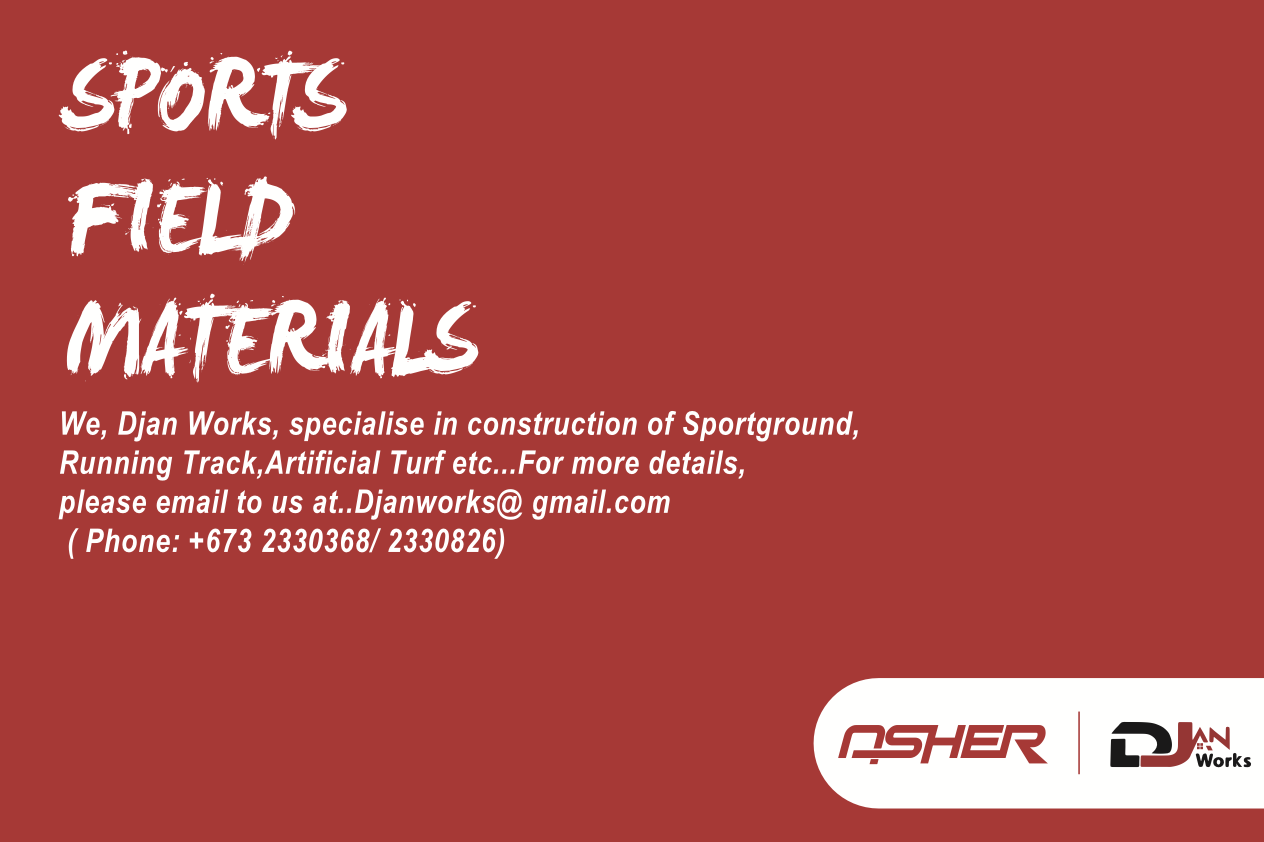 SPORTS
FIELD
MATERIALS
We, Djan Works, specialise in construction of Sportground,
Running Track,Artificial Turf etc...For more details,
please email to us at..Djanworks@ gmail.com
( Phone: +673 2330368/ 2330826)
ASHER
DJAN
Works